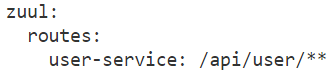 zuul:
  routes:
    user-service: /api/user/**